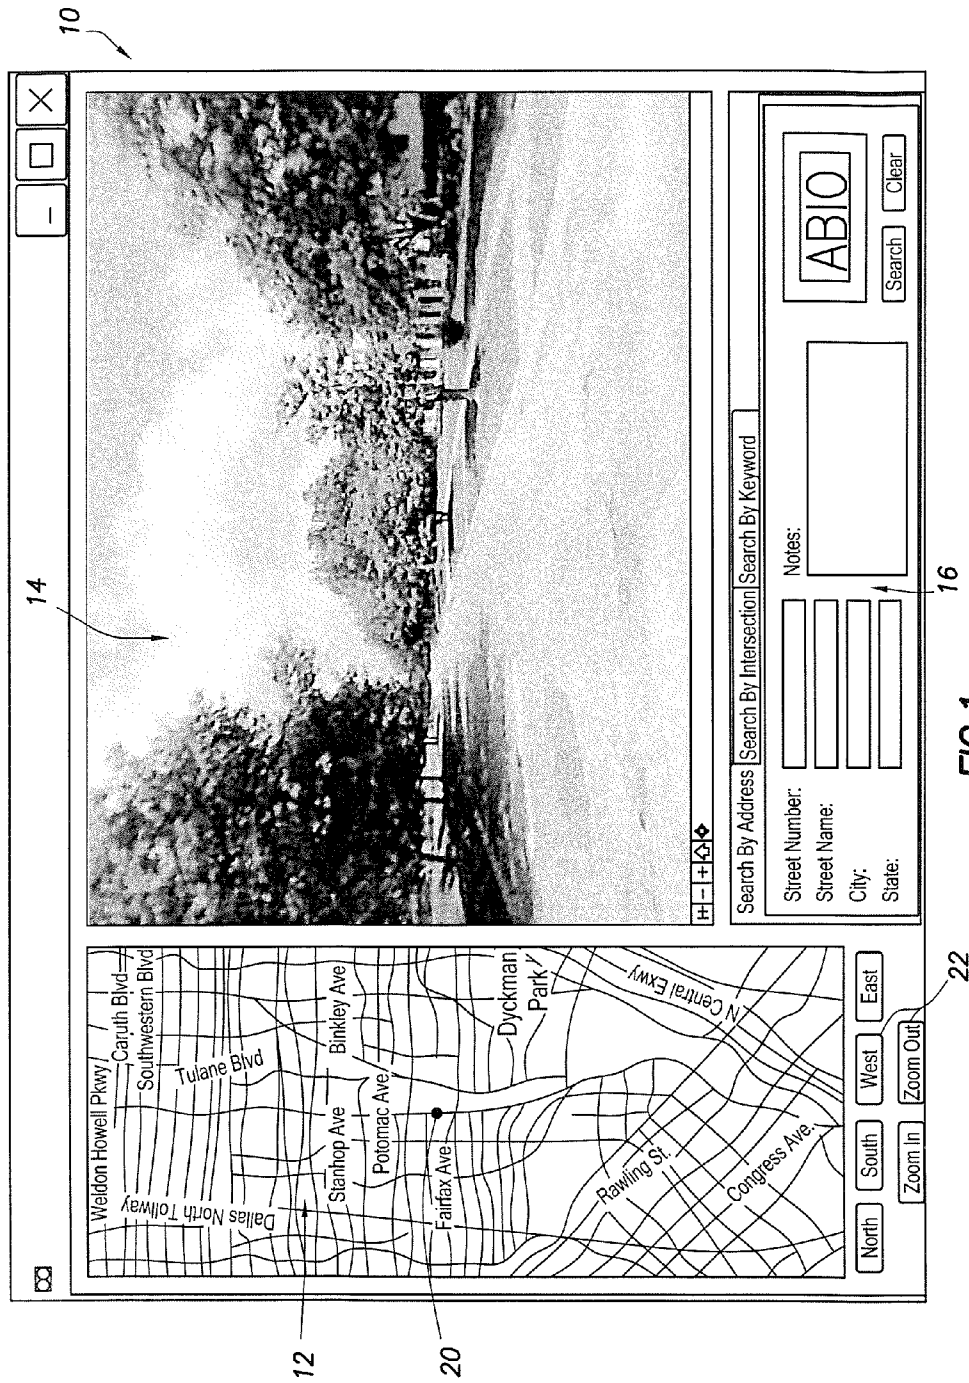 10
14
Weldon Howell Pkwy
Caruth Blvd
Southwestern Blvd
Tulane Blvd
Dallas North Tollway
Binkley Ave
Stanhop Ave
Potomac Ave
Fairfax Ave
Dyckman
Park
N Central Exwy
Rawling St.
Congress Ave.
12
20
North
South
West
East
Zoom In
Zoom Out
22
Search By Address
Search By Intersection
Search By Keyword
Street Number:
Street Name:
City:
State:
Notes:
ABIO
Search
Clear
16